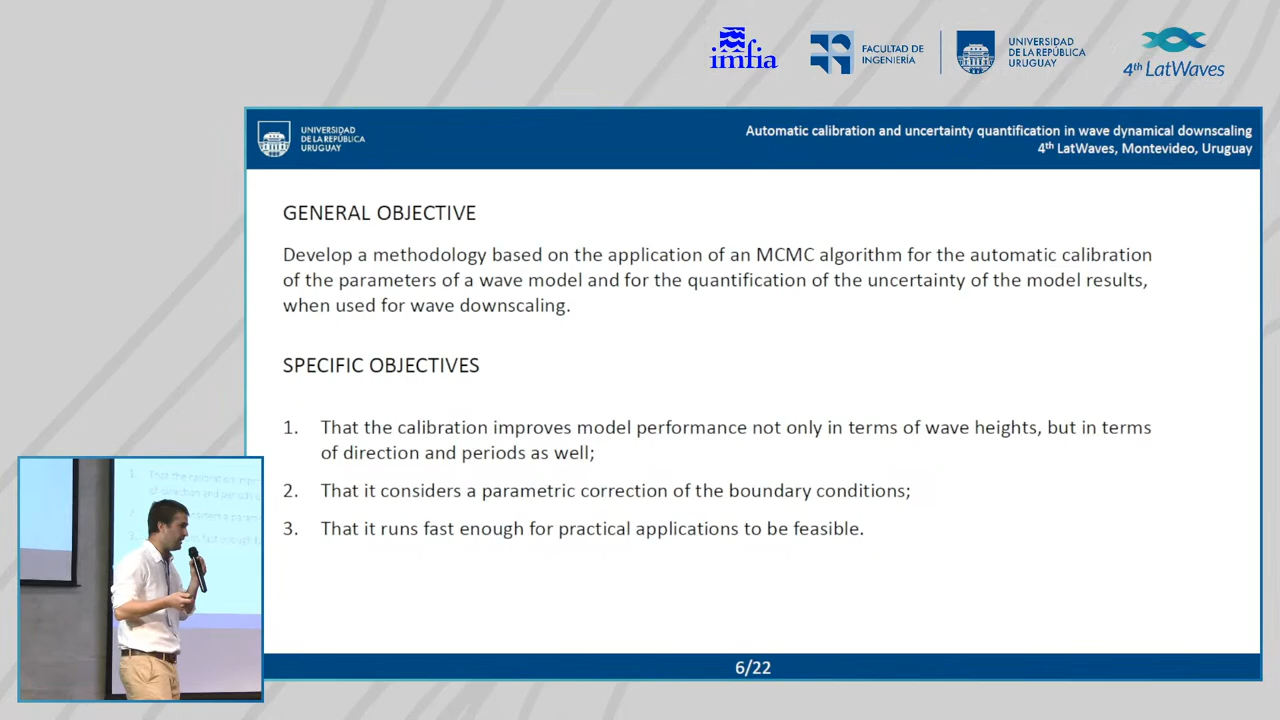 imfia
FACULTAD DE
INGENIERÍA
UNIVERSIDAD
DE LA REPÚBLICA
URUGUAY
4th LatWaves
UNIVERSIDAD
DE LA REPÚBLICA
URUGUAY
Automatic calibration and uncertainty quantification in wave dynamical downscaling
4th LatWaves, Montevideo, Uruguay
GENERAL OBJECTIVE
Develop a methodology based on the application of an MCMC algorithm for the automatic calibration
of the parameters of a wave model and for the quantification of the uncertainty of the model results,
when used for wave downscaling.
SPECIFIC OBJECTIVES
1. That the calibration improves model performance not only in terms of wave heights, but in terms
of direction and periods as well;
2. That it considers a parametric correction of the boundary conditions;
3. That it runs fast enough for practical applications to be feasible.
6/22